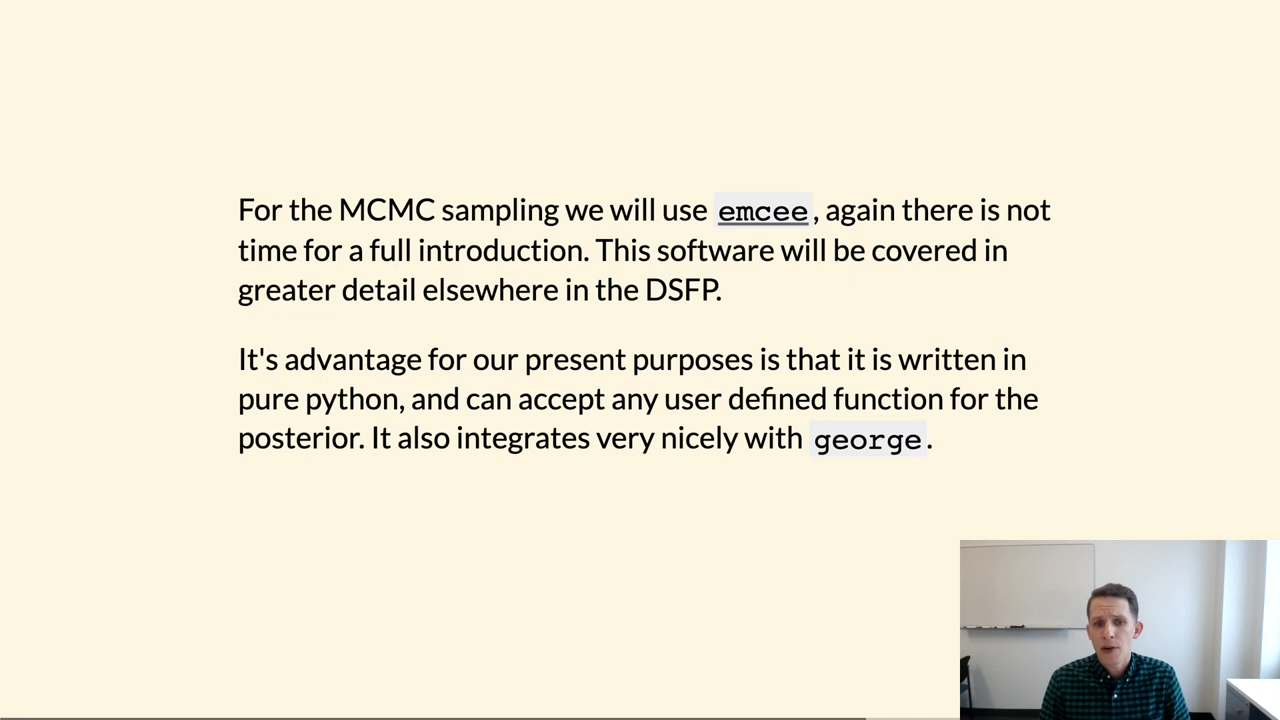 For the MCMC sampling we will use emcee, again there is not
time for a full introduction. This software will be covered in
greater detail elsewhere in the DSFP.
It's advantage for our present purposes is that it is written in
pure python, and can accept any user defined function for the
posterior. It also integrates very nicely with george.